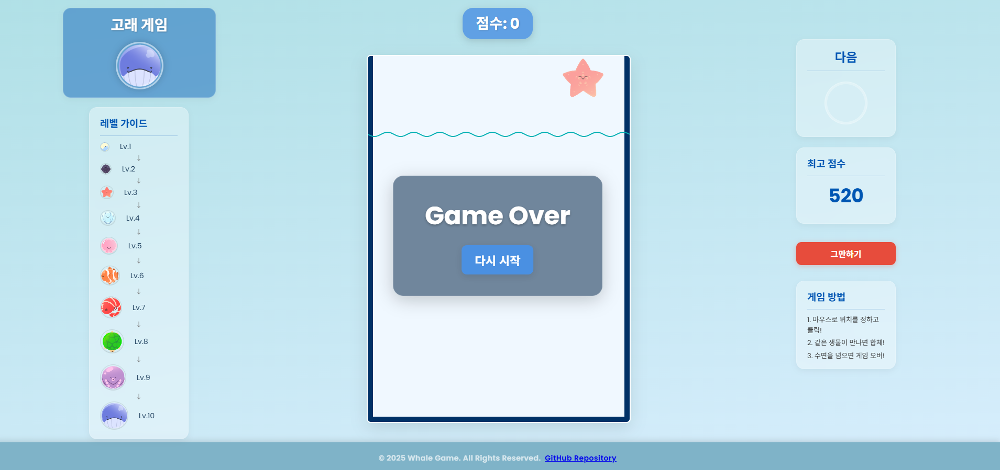 고래 게임
레벨 가이드
Lv.1
↓
Lv.2
↓
Lv.3
↓
Lv.4
↓
Lv.5
↓
Lv.6
↓
Lv.7
↓
Lv.8
↓
Lv.9
↓
Lv.10
점수: 0
Game Over
다시 시작
다음
최고 점수
520
그만하기
게임 방법
1. 마우스로 위치를 정하고
클릭!
2. 같은 생물이 만나면 합체!
3. 수면을 넘으면 게임 오버!
© 2025 Whale Game. All Rights Reserved. GitHub Repository